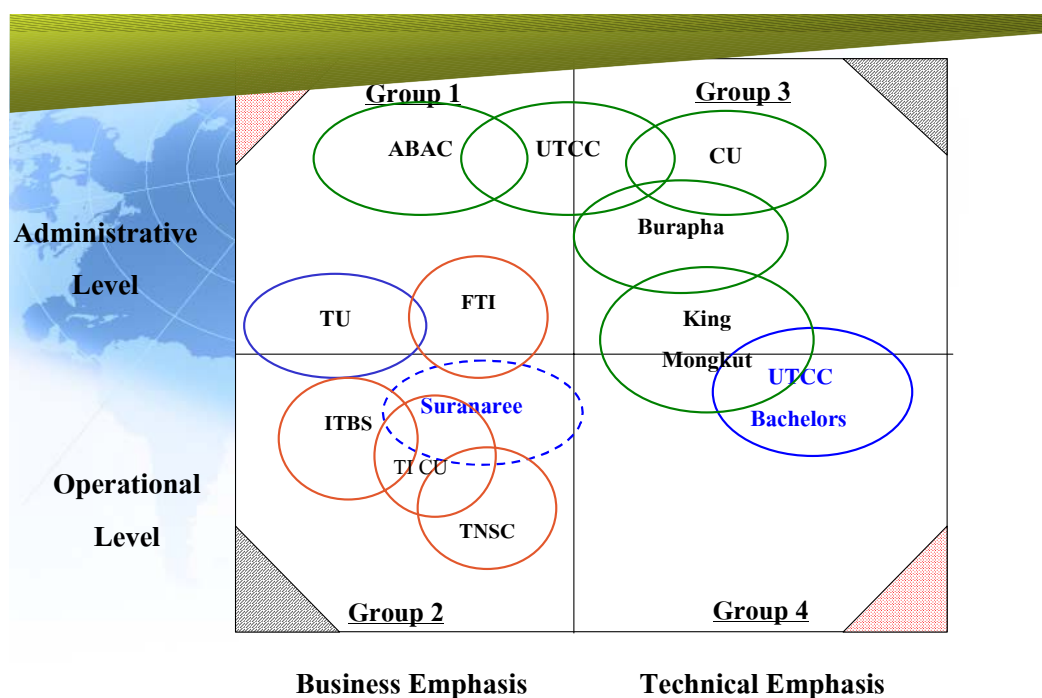 Group 1
Group 3
ABAC
UTCC
CU
Burapha
Administrative
Level
TU
FTI
King
Mongkut
UTCC
Bachelors
Suranaree
ITBS
TI CU
TNSC
Operational
Level
Group 2
Group 4
Business Emphasis
Technical Emphasis